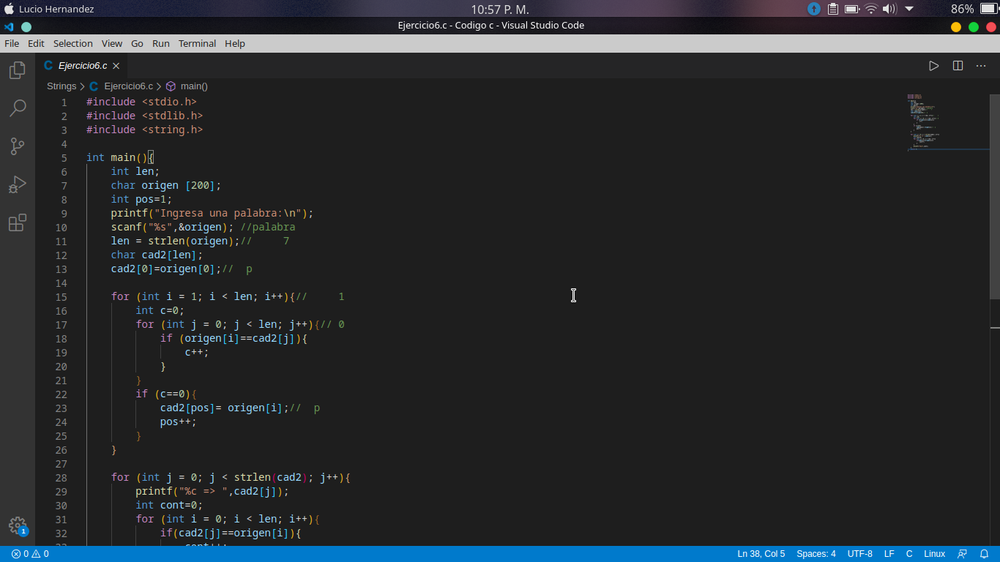 Lucio Hernandez 10:57 P. M. 86%
Ejercicio6.c - Codigo c - Visual Studio Code
File Edit Selection View Go Run Terminal Help
C Ejercicio6.c
Strings > C Ejercicio6.c > main()
1 #include <stdio.h>
2 #include <stdlib.h>
3 #include <string.h>
4
5 int main(){
6 int len;
7 char origen [200];
8 int pos=1;
9 printf("Ingresa una palabra:\n");
10 scanf("%s",&origen); //palabra
11 len = strlen(origen);// 7
12 char cad2[len];
13 cad2[0]=origen[0];// p
14
15 for (int i = 1; i < len; i++){// 1
16 int c=0;
17 for (int j = 0; j < len; j++){// 0
18 if (origen[i]==cad2[j]){
19 c++;
20 }
21 }
22 if (c==0){
23 cad2[pos]= origen[i];// p
24 pos++;
25 }
26 }
27
28 for (int j = 0; j < strlen(cad2); j++){
29 printf("%c => ",cad2[j]);
30 int cont=0;
31 for (int i = 0; i < len; i++){
32 if(cad2[j]==origen[i]){
1
0 0 Ln 38, Col 5 Spaces: 4 UTF-8 LF C Linux